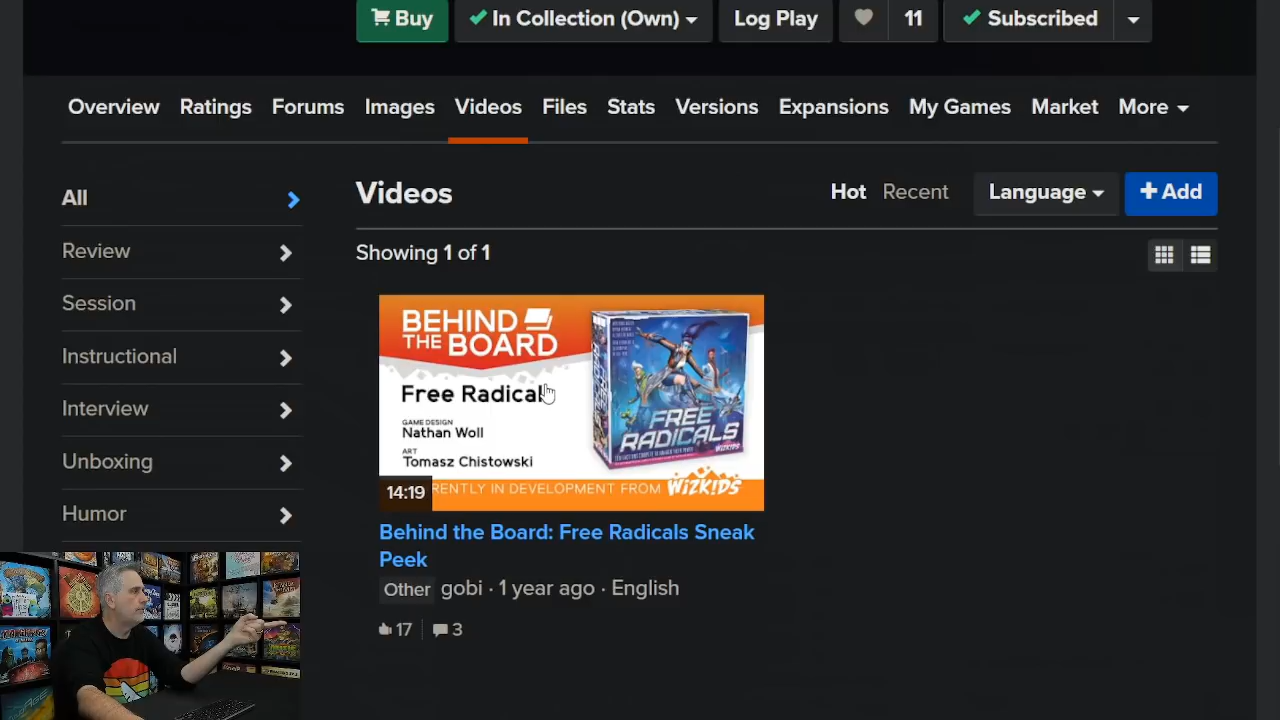 Buy
In Collection (Own)
Log Play
11
Subscribed
Overview Ratings Forums Images Videos Files Stats Versions Expansions My Games Market More
All
Review
Session
Instructional
Interview
Unboxing
Humor
Videos
Hot Recent Language + Add
Showing 1 of 1
BEHIND
THE BOARD
Free Radical
GAME DESIGN
Nathan Woll
ART
Tomasz Chistowski
FREE
RADICALS
WIZKIDS
14:19
RENTLY IN DEVELOPMENT FROM WIZKIDS
Behind the Board: Free Radicals Sneak
Peek
Other gobi · 1 year ago · English
17 3